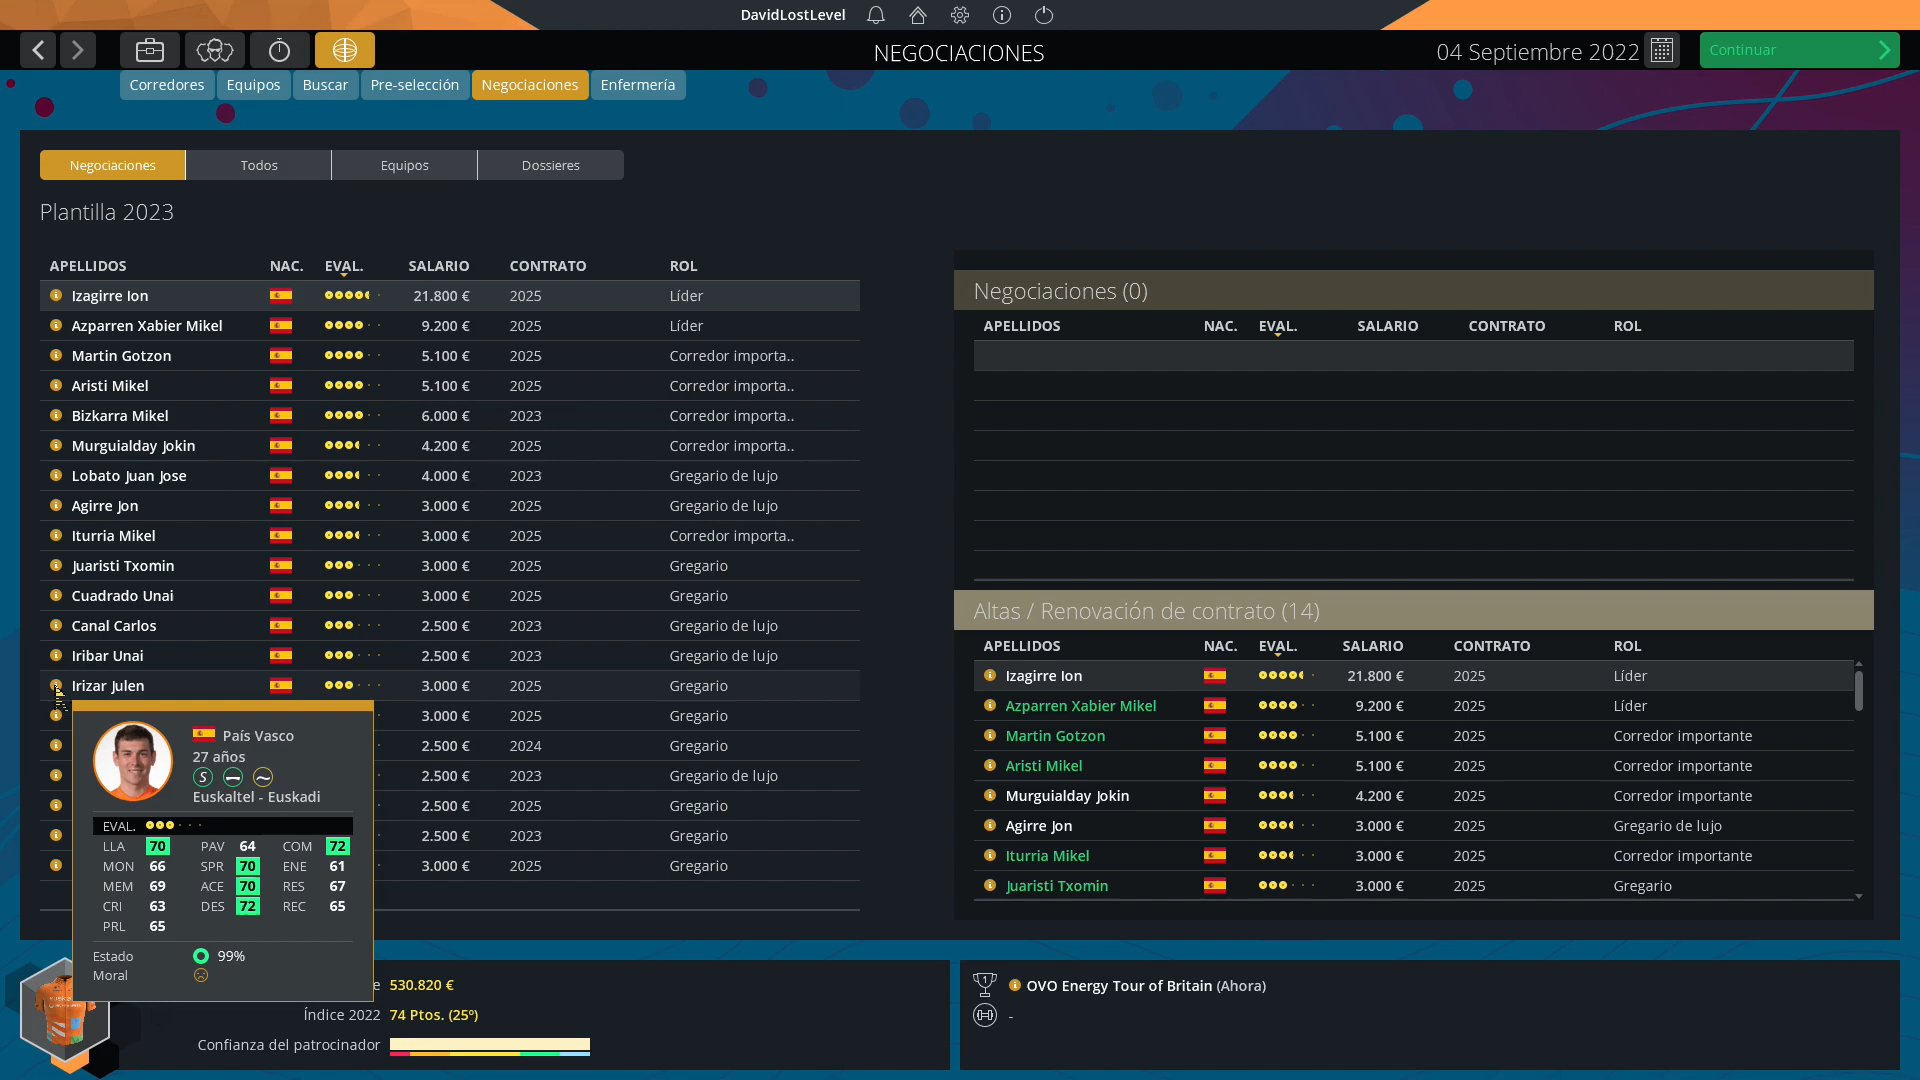 DavidLostLevel
NEGOCIACIONES
04 Septiembre 2022
Continuar
Corredores
Equipos
Buscar
Pre-selección
Negociaciones
Enfermería
Negociaciones
Todos
Equipos
Dossieres
Plantilla 2023
APELLIDOS NAC. EVAL. SALARIO CONTRATO ROL
Izagirre Ion 21.800 € 2025 Líder
Azparren Xabier Mikel 9.200 € 2025 Líder
Martin Gotzon 5.100 € 2025 Corredor importa..
Aristi Mikel 5.100 € 2025 Corredor importa..
Bizkarra Mikel 6.000 € 2023 Corredor importa..
Murguialday Jokin 4.200 € 2025 Corredor importa..
Lobato Juan Jose 4.000 € 2023 Gregario de lujo
Agirre Jon 3.000 € 2025 Gregario de lujo
Iturria Mikel 3.000 € 2025 Corredor importa..
Juaristi Txomin 3.000 € 2025 Gregario
Cuadrado Unai 3.000 € 2025 Gregario
Canal Carlos 2.500 € 2023 Gregario de lujo
Iribar Unai 2.500 € 2023 Gregario de lujo
Irizar Julen 3.000 € 2025 Gregario
3.000 € 2025 Gregario
2.500 € 2024 Gregario
2.500 € 2023 Gregario de lujo
2.500 € 2025 Gregario
2.500 € 2023 Gregario
3.000 € 2025 Gregario
País Vasco
27 años
S
Euskaltel - Euskadi
EVAL.
LLA 70 PAV 64 COM 72
MON 66 SPR 70 ENE 61
MEM 69 ACE 70 RES 67
CRI 63 DES 72 REC 65
PRL 65
Estado 99%
Moral
Negociaciones (0)
APELLIDOS NAC. EVAL. SALARIO CONTRATO ROL
Altas / Renovación de contrato (14)
APELLIDOS NAC. EVAL. SALARIO CONTRATO ROL
Izagirre Ion 21.800 € 2025 Líder
Azparren Xabier Mikel 9.200 € 2025 Líder
Martin Gotzon 5.100 € 2025 Corredor importante
Aristi Mikel 5.100 € 2025 Corredor importante
Murguialday Jokin 4.200 € 2025 Corredor importante
Agirre Jon 3.000 € 2025 Gregario de lujo
Iturria Mikel 3.000 € 2025 Corredor importante
Juaristi Txomin 3.000 € 2025 Gregario
e 530.820 €
Índice 2022 74 Ptos. (25º)
Confianza del patrocinador
1 OVO Energy Tour of Britain (Ahora)
-